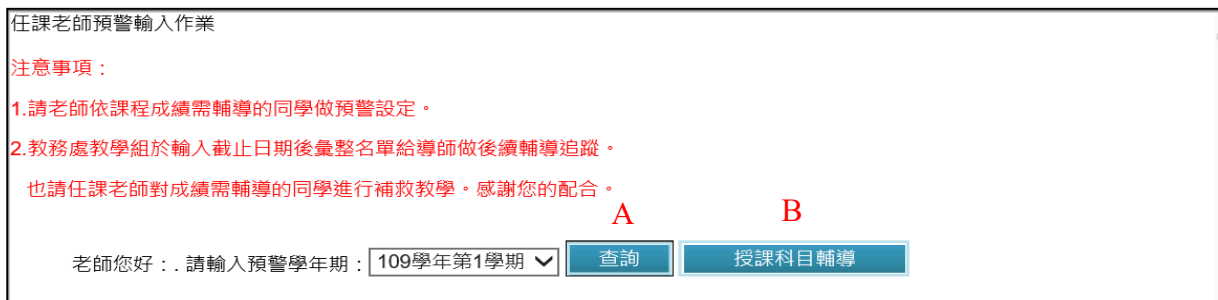 任課老師預警輸入作業
注意事項：
1.請老師依課程成績需輔導的同學做預警設定。
2.教務處教學組於輸入截止日期後彙整名單給導師做後續輔導追蹤。
也請任課老師對成績需輔導的同學進行補救教學。感謝您的配合。
A B
老師您好：. 請輸入預警學年期：109學年第1學期 查詢 授課科目輔導